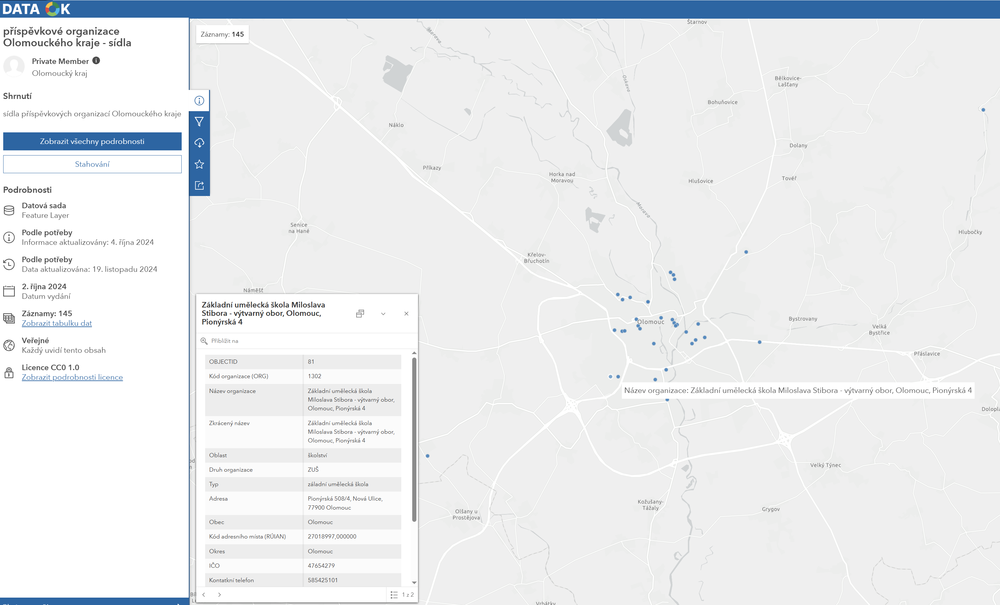 DATA OK
příspěvkové organizace
Olomouckého kraje - sídla
Private Member
Olomoucký kraj
Shrnutí
sídla příspěvkových organizací Olomouckého kraje
Zobrazit všechny podrobnosti
Stahování
Podrobnosti
Datová sada
Feature Layer
Podle potřeby
Informace aktualizovány: 4. října 2024
Podle potřeby
Data aktualizována: 19. listopadu 2024
2. října 2024
Datum vydání
Záznamy: 145
Zobrazit tabulku dat
Veřejné
Každý uvidí tento obsah
Licence CC0 1.0
Zobrazit podrobnosti licence
Záznamy: 145
Štarnov
Morava
Oskava
Bělkovice-
Lašťany
Bohuňovice
Náklo
Dolany
Příkazy
Horka nad
Moravou
Hlušovice
Tovéř
Morava
Senice
na Hané
Hlubočky
Křelov-
Břuchotín
Náměšť
Olomouc
Bystrovany
Velká
Bystřice
Přáslavice
Název organizace: Základní umělecká škola Miloslava Stibora - výtvarný obor, Olomouc, Pionýrská 4
Velký Týnec
Kožušany-
Tážaly
Grygov
Olšany u
Prostějova
Vrbátky
Základní umělecká škola Miloslava
Stibora - výtvarný obor, Olomouc,
Pionýrská 4
Přiblížit na
OBJECTID 81
Kód organizace (ORG) 1302
Název organizace Základní umělecká škola
Miloslava Stibora - výtvarný obor,
Olomouc, Pionýrská 4
Zkrácený název Základní umělecká škola
Miloslava Stibora - výtvarný obor,
Olomouc, Pionýrská 4
Oblast školství
Druh organizace ZUŠ
Typ záladní umělecká škola
Adresa Pionýrská 508/4, Nová Ulice,
77900 Olomouc
Obec Olomouc
Kód adresního místa (RÚIAN) 27018997,000000
Okres Olomouc
IČO 47654279
Kontatkní telefon 585425101
1 z 2